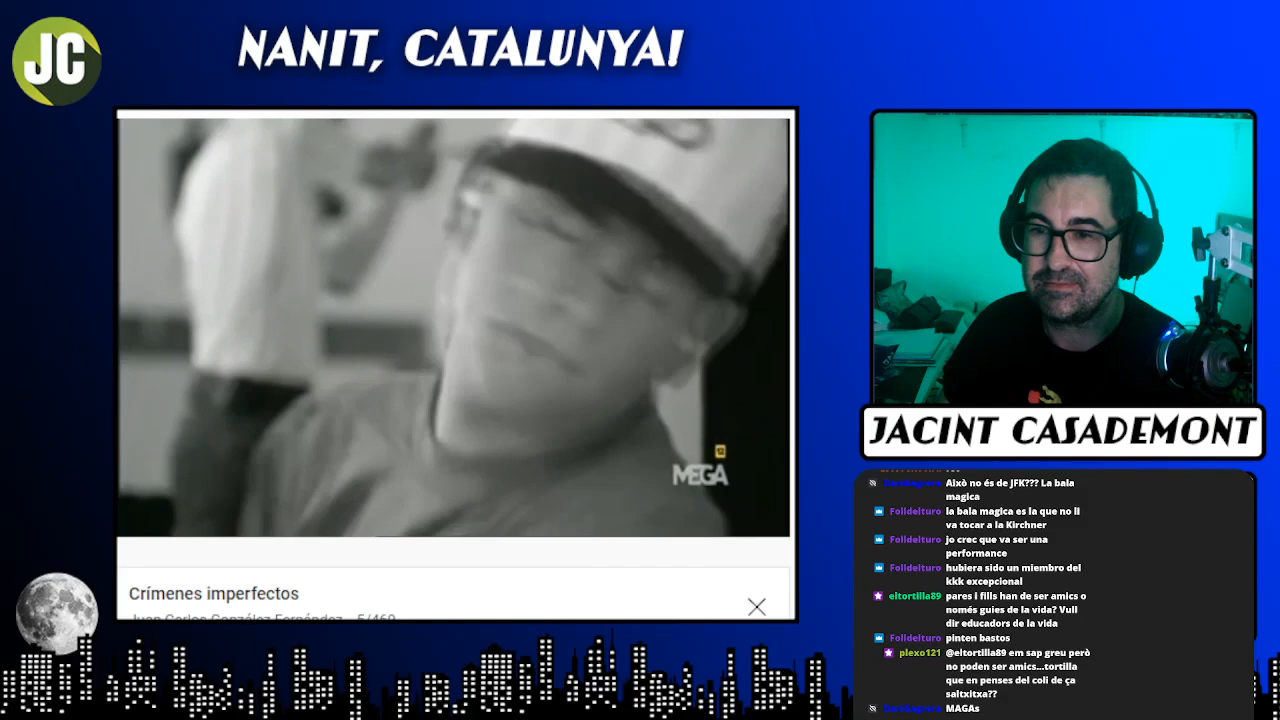 JC
NANIT, CATALUNYA!
12
MEGA
Crímenes imperfectos
JACINT CASADEMONT
Això no és de JFK??? La bala
magica
Folldelturo la bala magica es la que no li
va tocar a la Kirchner
Folldelturo jo crec que va ser una
performance
Folldelturo hubiera sido un miembro del
kkk excepcional
eltortilla89 pares i fills han de ser amics o
només guies de la vida? Vull
dir educadors de la vida
Folldelturo pinten bastos
plexo121 @eltortilla89 em sap greu però
no poden ser amics...tortilla
que en penses del coli de ça
saltxitxa??
MAGAs